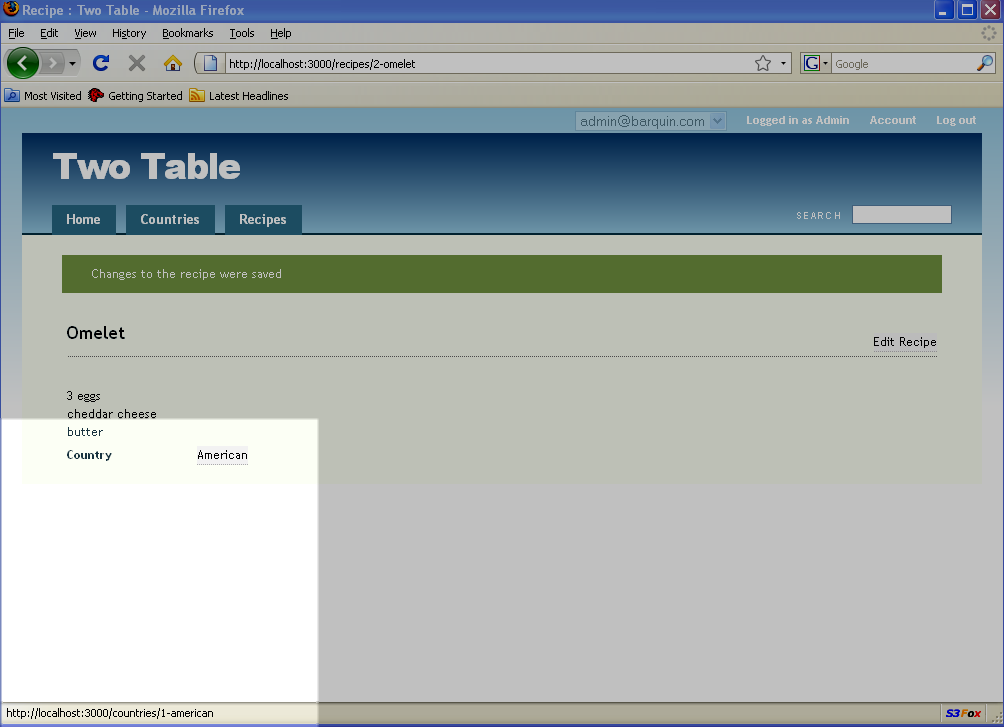 Recipe : Two Table - Mozilla Firefox
File Edit View History Bookmarks Tools Help
http://localhost:3000/recipes/2-omelet
G Google
Most Visited Getting Started Latest Headlines
admin@barquin.com Logged in as Admin Account Log out
Two Table
Home Countries Recipes SEARCH
Changes to the recipe were saved
Omelet
Edit Recipe
3 eggs
cheddar cheese
butter
Country American
http://localhost:3000/countries/1-american S3Fox